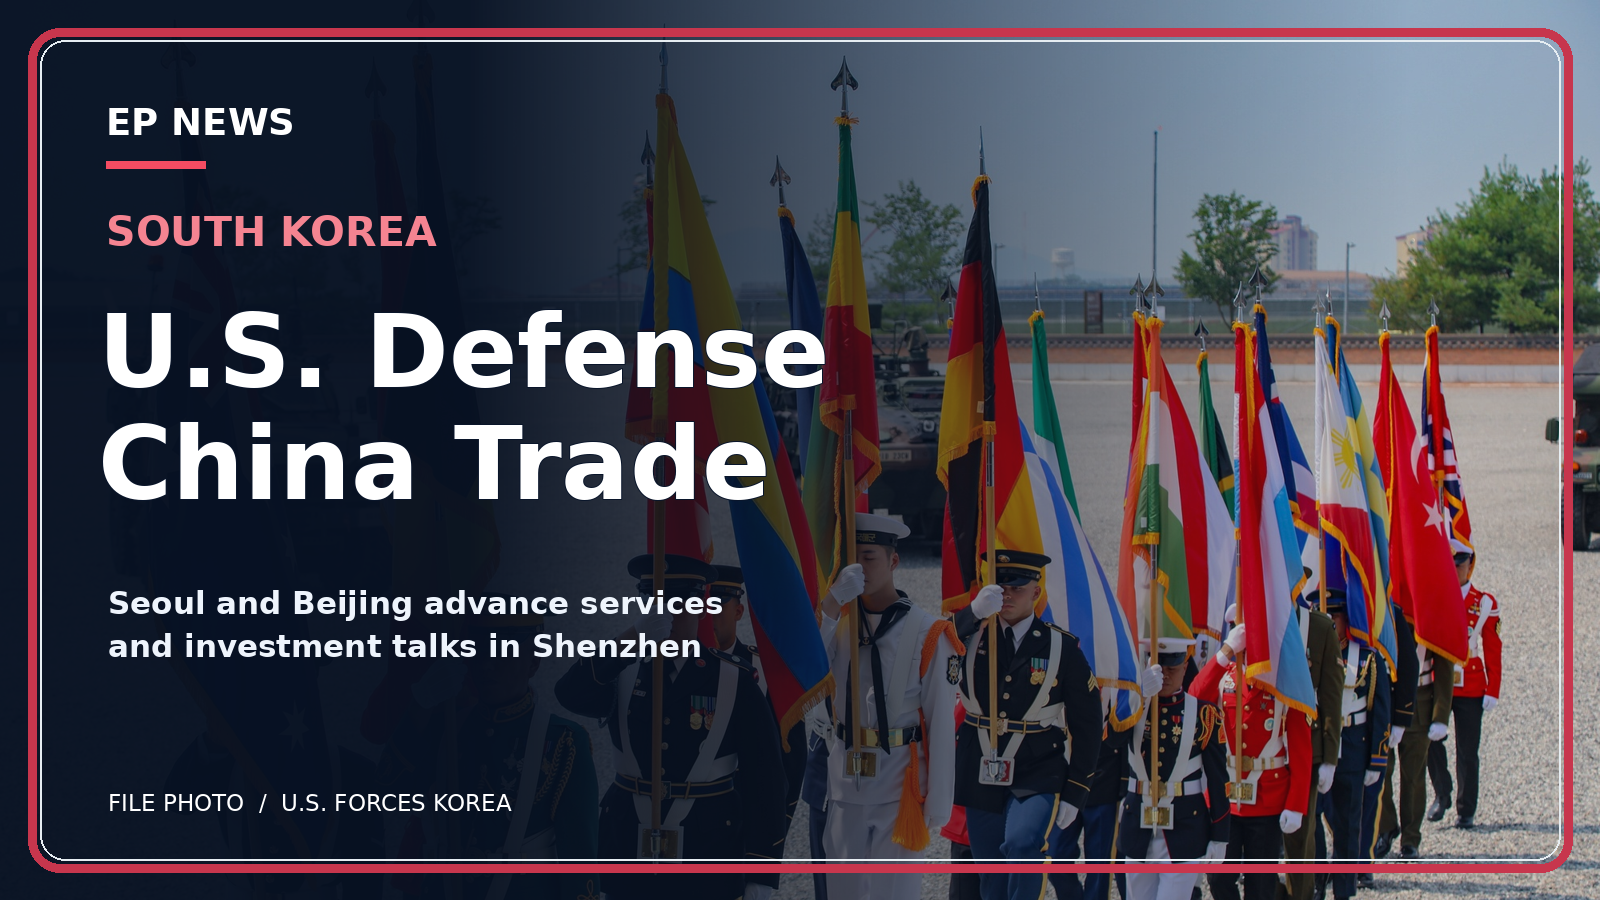 EP NEWS
SOUTH KOREA
U.S. Defense
China Trade
Seoul and Beijing advance services
and investment talks in Shenzhen
FILE PHOTO / U.S. FORCES KOREA